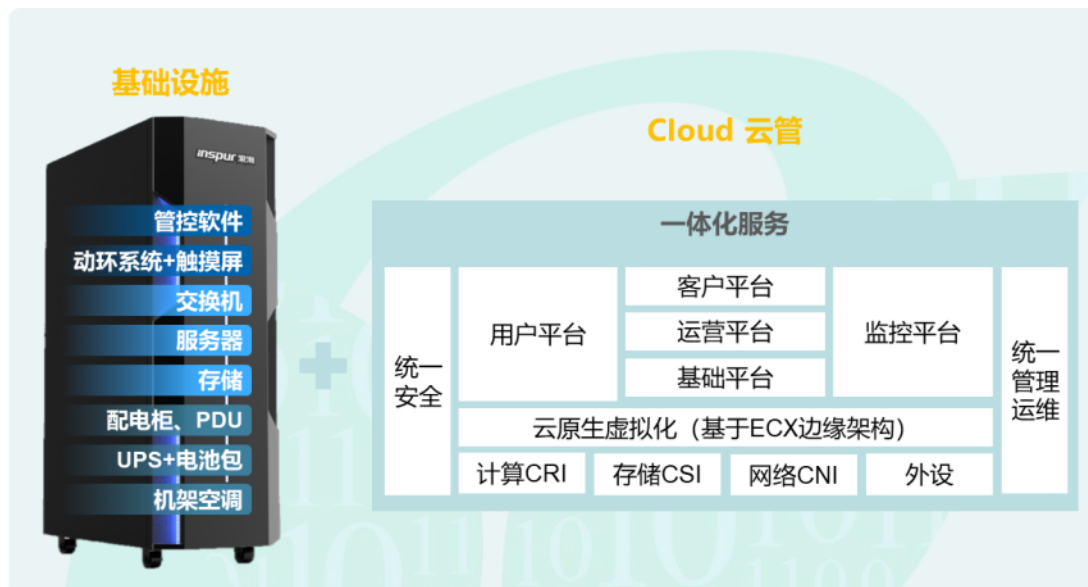 基础设施
inspur 浪潮
管控软件
动环系统+触摸屏
交换机
服务器
存储
配电柜、PDU
UPS+电池包
机架空调
Cloud 云管
一体化服务
统一
安全
用户平台
客户平台
运营平台
基础平台
监控平台
统一
管理
运维
云原生虚拟化（基于ECX边缘架构）
计算CRI
存储CSI
网络CNI
外设